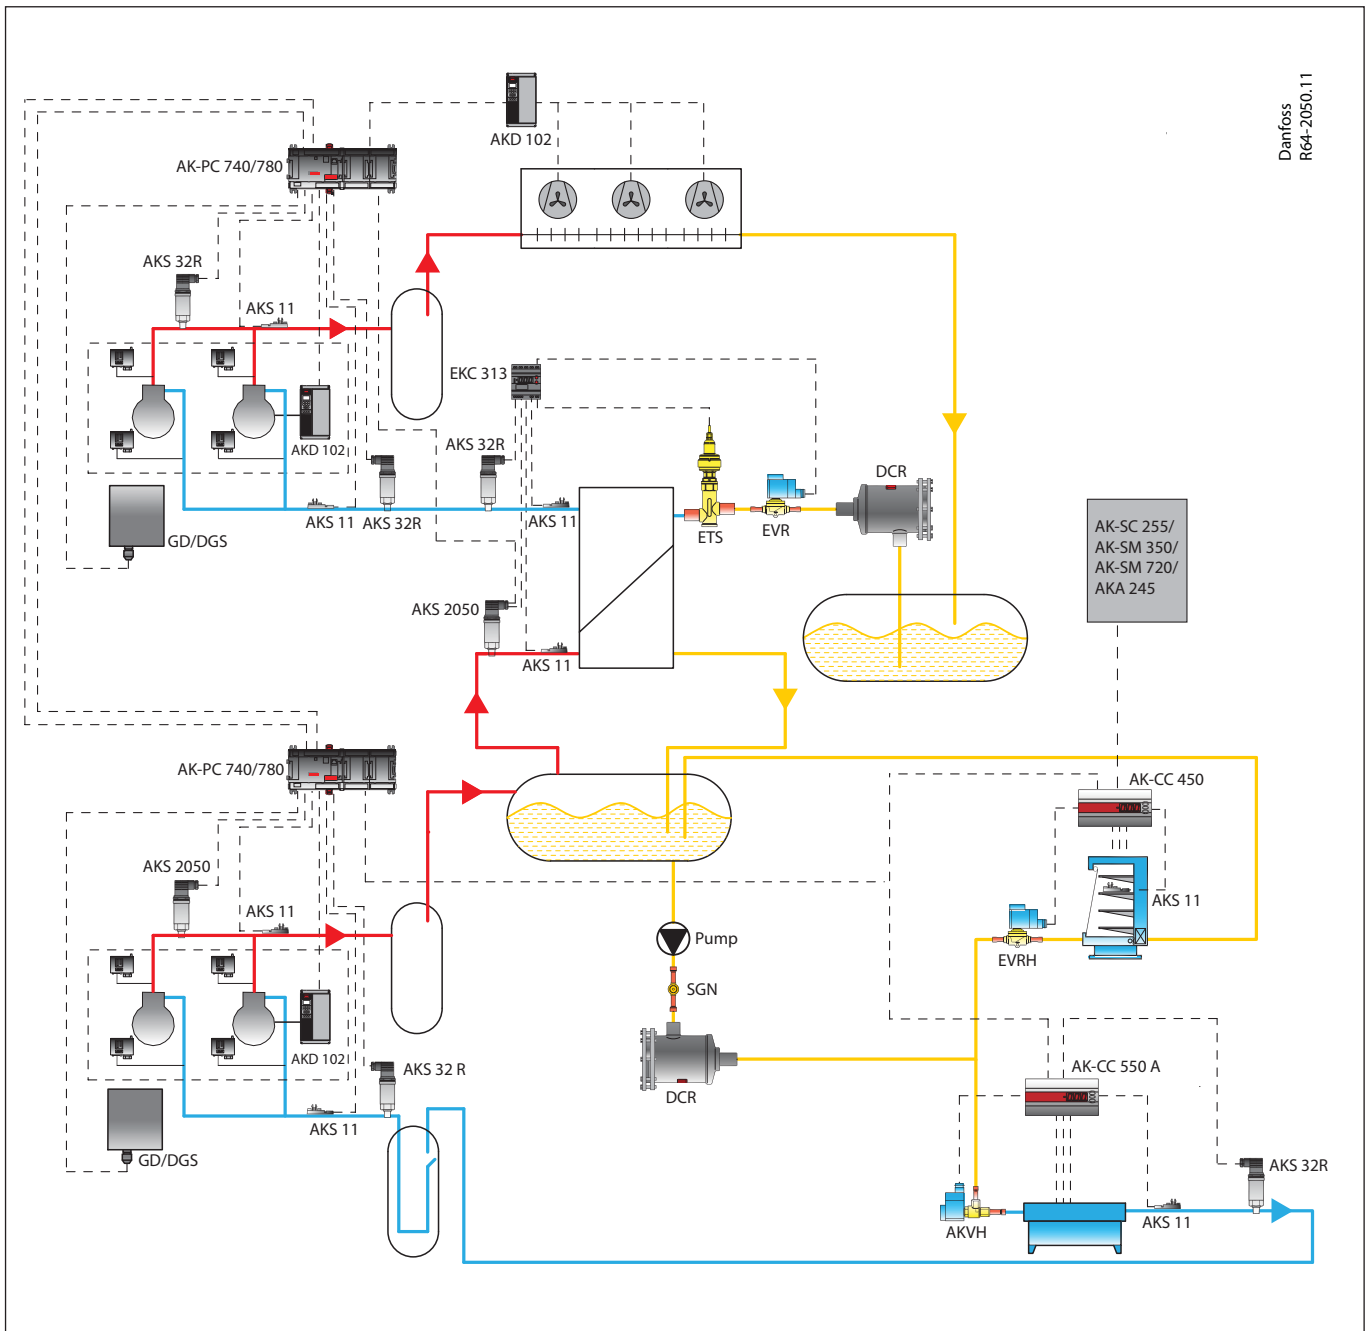 Danfoss
R64-2050.11
AKD 102
AK-PC 740/780
AKS 32R
AKS 11
EKC 313
AKD 102
AKS 32R
DCR
AKS 11
AKS 32R
AKS 11
ETS
EVR
GD/DGS
AK-SC 255/
AK-SM 350/
AK-SM 720/
AKA 245
AKS 2050
AKS 11
AK-PC 740/780
AK-CC 450
AKS 2050
AKS 11
AKS 11
Pump
EVRH
SGN
AKD 102
AKS 32 R
AK-CC 550 A
DCR
AKS 11
GD/DGS
AKS 32R
AKVH
AKS 11